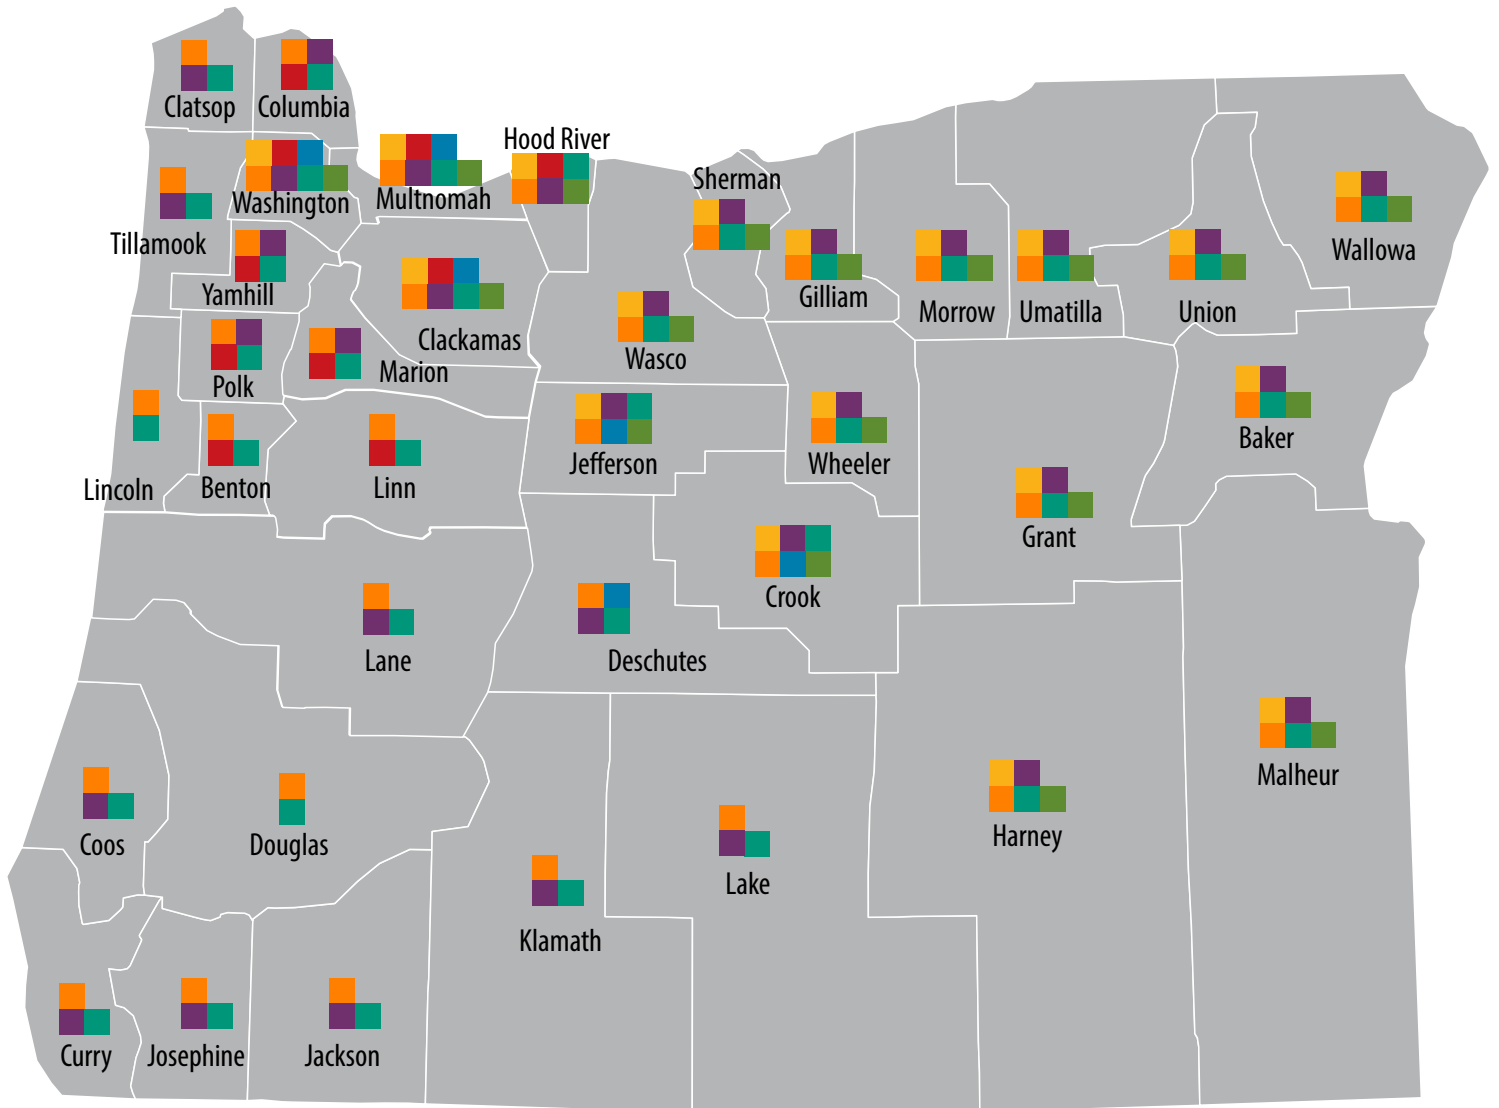 Clatsop
Columbia
Hood River
Sherman
Washington
Multnomah
Tillamook
Wallowa
Yamhill
Gilliam
Morrow
Umatilla
Union
Clackamas
Marion
Wasco
Polk
Baker
Jefferson
Wheeler
Lincoln
Benton
Linn
Grant
Crook
Lane
Deschutes
Malheur
Coos
Douglas
Harney
Lake
Klamath
Curry
Josephine
Jackson